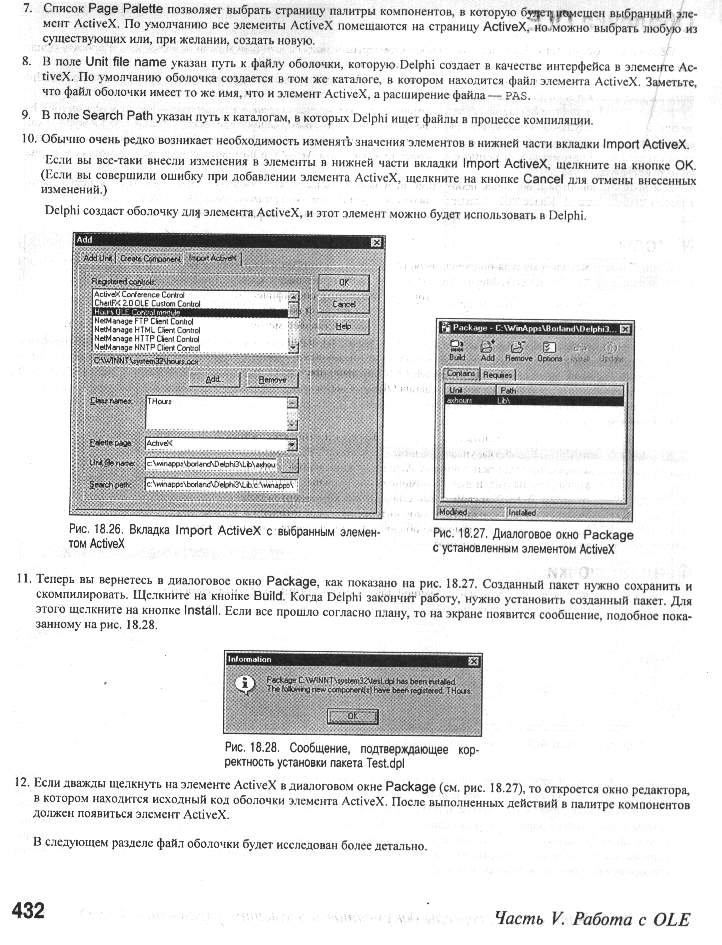 7. Список Page Palette позволяет выбрать страницу палитры компонентов, в которую будет помещен выбранный эле-
мент ActiveX. По умолчанию все элементы ActiveX помещаются на страницу ActiveX, но можно выбрать любую из
существующих или, при желании, создать новую.
8. В поле Unit file name указан путь к файлу оболочки, которую Delphi создает в качестве интерфейса в элементе Ac-
tiveX. По умолчанию оболочка создается в том же каталоге, в котором находится файл элемента ActiveX. Заметьте,
что файл оболочки имеет то же имя, что и элемент ActiveX, а расширение файла — PAS.
9. В поле Search Path указан путь к каталогам, в которых Delphi ищет файлы в процессе компиляции.
10. Обычно очень редко возникает необходимость изменять значения элементов в нижней части вкладки Import ActiveX.
Если вы все-таки внесли изменения в элементы в нижней части вкладки Import ActiveX, щелкните на кнопке OK.
(Если вы совершили ошибку при добавлении элемента ActiveX, щелкните на кнопке Cancel для отмены внесенных
изменений.)
Delphi создаст оболочку для элемента ActiveX, и этот элемент можно будет использовать в Delphi.
Add
Add Unit Create Component Import ActiveX
Registered controls:
ActiveX Conference Control
ChartFX 2.0 OLE Custom Control
Hours OLE Control module
NetManage FTP Client Control
NetManage HTML Client Control
NetManage HTTP Client Control
NetManage NNTP Client Control
C:\WINNT\system32\hours.ocx
Add... Remove
Class names: THours
Palette page: ActiveX
Unit file name: c:\winapps\borland\Delphi3\Lib\axhou ...
Search path: c:\winapps\borland\Delphi3\Lib;c:\winapps\
OK
Cancel
Help
Рис. 18.26. Вкладка Import ActiveX с выбранным элемен-
том ActiveX
Package - C:\WinApps\Borland\Delphi3...
Build Add Remove Options Install Update
Contains Requires
Unit Path
axhours Lib\
Modified Installed
Рис. 18.27. Диалоговое окно Package
с установленным элементом ActiveX
11. Теперь вы вернетесь в диалоговое окно Package, как показано на рис. 18.27. Созданный пакет нужно сохранить и
скомпилировать. Щелкните на кнопке Build. Когда Delphi закончит работу, нужно установить созданный пакет. Для
этого щелкните на кнопке Install. Если все прошло согласно плану, то на экране появится сообщение, подобное пока-
занному на рис. 18.28.
Information
Package C:\WINNT\system32\test.dpl has been installed.
The following new component(s) have been registered: THours.
OK
Рис. 18.28. Сообщение, подтверждающее кор-
ректность установки пакета Test.dpl
12. Если дважды щелкнуть на элементе ActiveX в диалоговом окне Package (см. рис. 18.27), то откроется окно редактора,
в котором находится исходный код оболочки элемента ActiveX. После выполненных действий в палитре компонентов
должен появиться элемент ActiveX.
В следующем разделе файл оболочки будет исследован более детально.
432
Часть V. Работа с OLE